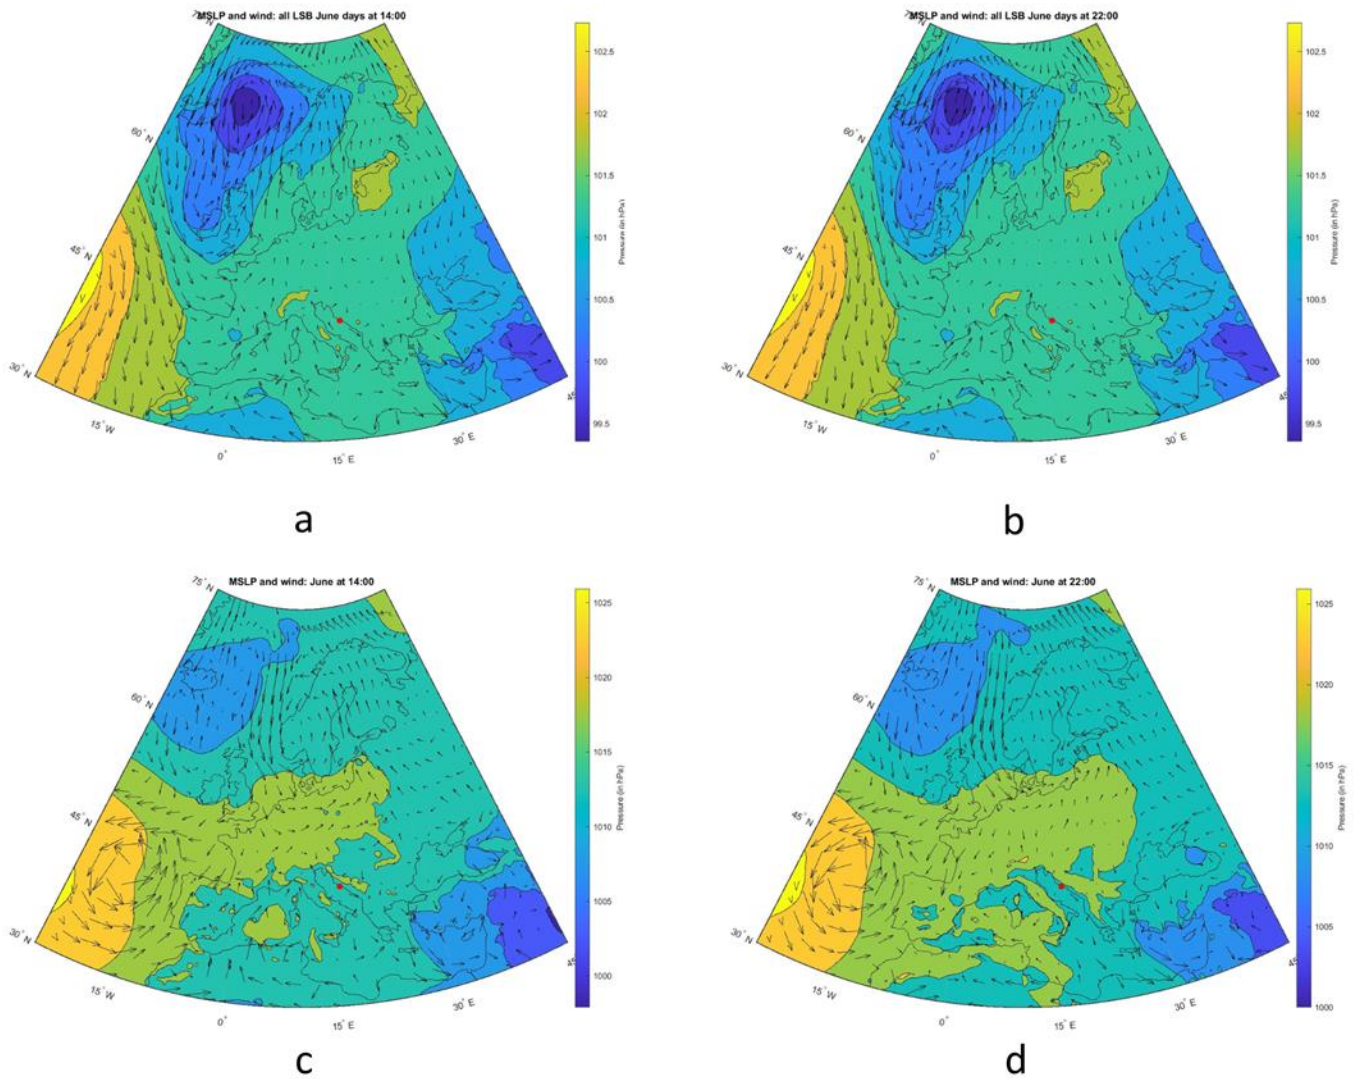 MSLP and wind: all LSB June days at 14:00
75° N
60° N
45° N
30° N
15° W
0°
15° E
30° E
45
102.5
102
101.5
101
100.5
100
99.5
Pressure (in hPa)
a
MSLP and wind: all LSB June days at 22:00
75° N
60° N
45° N
30° N
15° W
0°
15° E
30° E
45
102.5
102
101.5
101
100.5
100
99.5
Pressure (in hPa)
b
MSLP and wind: June at 14:00
75° N
60° N
45° N
30° N
15° W
0°
15° E
30° E
45
1025
1020
1015
1010
1005
1000
Pressure (in hPa)
c
MSLP and wind: June at 22:00
75° N
60° N
45° N
30° N
15° W
0°
15° E
30° E
45
1025
1020
1015
1010
1005
1000
Pressure (in hPa)
d